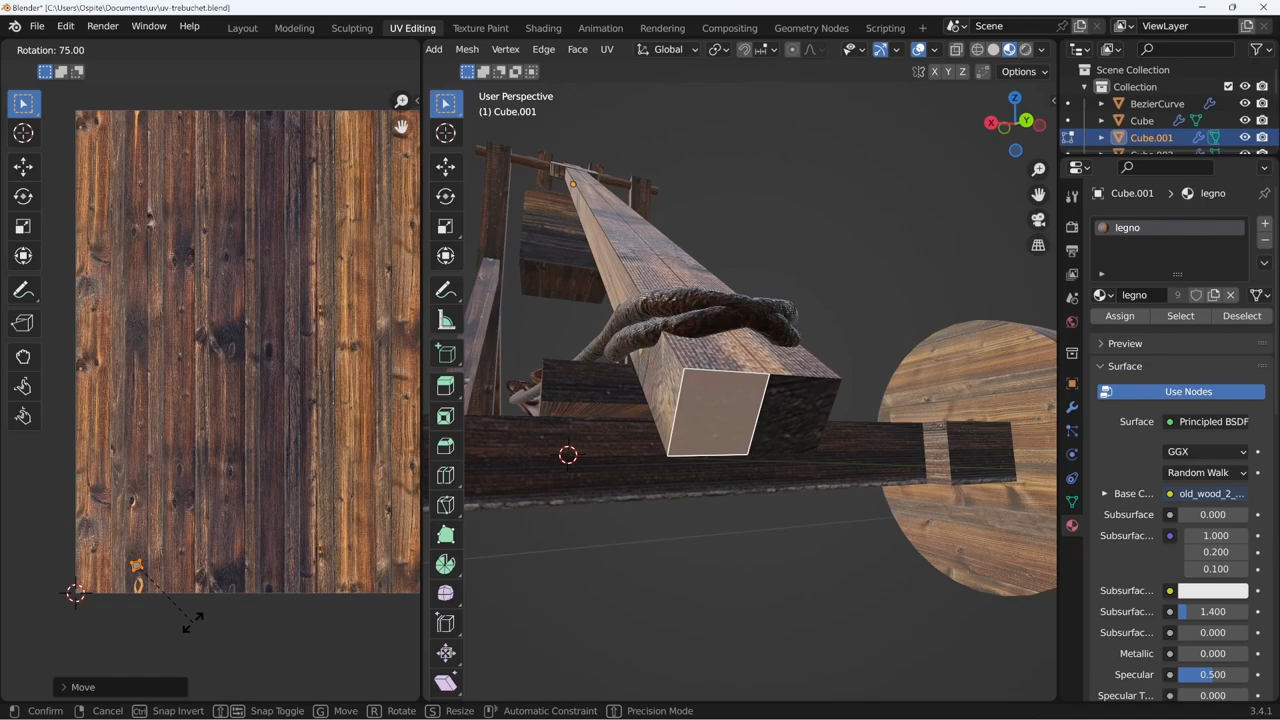 Blender* [C:\Users\Ospite\Documents\uv\uv-trebuchet.blend]
File Edit Render Window Help Layout Modeling Sculpting UV Editing Texture Paint Shading Animation Rendering Compositing Geometry Nodes Scripting + Scene ViewLayer
Rotation: 75.00 Add Mesh Vertex Edge Face UV Global
X Y Z Options
Scene Collection
Collection
BezierCurve
Cube
Cube.001
User Perspective
(1) Cube.001
X Y Z
Cube.001 > legno
legno
legno 9
Assign Select Deselect
Preview
Surface
Use Nodes
Surface Principled BSDF
GGX
Random Walk
Base C... old_wood_2_...
Subsurface 0.000
Subsurfac... 1.000
0.200
0.100
Subsurfac...
Subsurfac... 1.400
Subsurfac... 0.000
Metallic 0.000
Specular 0.500
Specular T... 0.000
Move
Confirm Cancel Ctrl Snap Invert Snap Toggle G Move R Rotate S Resize Automatic Constraint Precision Mode 3.4.1